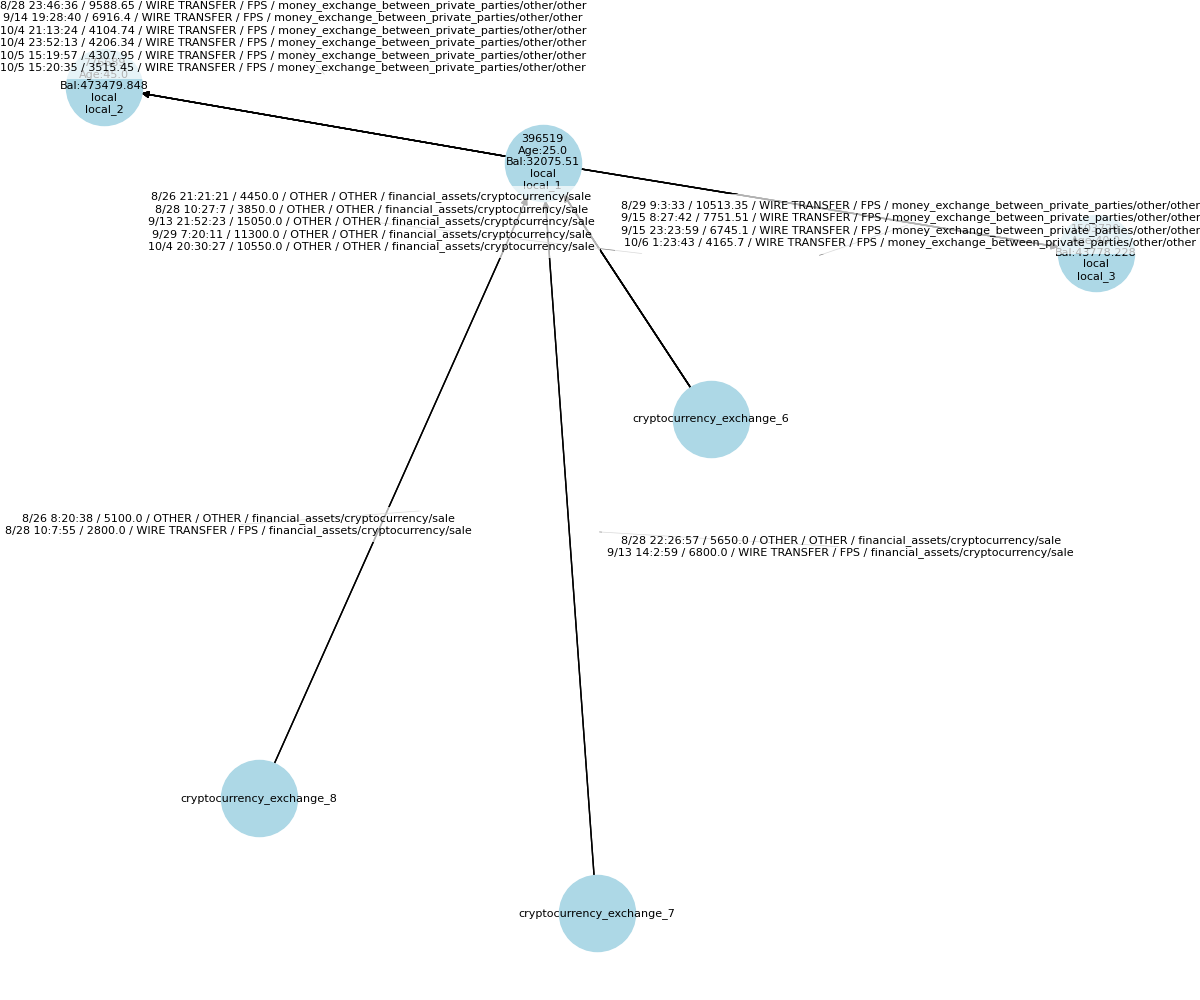 8/28 23:46:36 / 9588.65 / WIRE TRANSFER / FPS / money_exchange_between_private_parties/other/other
9/14 19:28:40 / 6916.4 / WIRE TRANSFER / FPS / money_exchange_between_private_parties/other/other
10/4 21:13:24 / 4104.74 / WIRE TRANSFER / FPS / money_exchange_between_private_parties/other/other
10/4 23:52:13 / 4206.34 / WIRE TRANSFER / FPS / money_exchange_between_private_parties/other/other
10/5 15:19:57 / 4307.95 / WIRE TRANSFER / FPS / money_exchange_between_private_parties/other/other
10/5 15:20:35 / 3515.45 / WIRE TRANSFER / FPS / money_exchange_between_private_parties/other/other
Age:45.0
Bal:473479.848
local
local_2
396519
Age:25.0
Bal:32075.51
local
local_1
8/26 21:21:21 / 4450.0 / OTHER / OTHER / financial_assets/cryptocurrency/sale
8/28 10:27:7 / 3850.0 / OTHER / OTHER / financial_assets/cryptocurrency/sale
9/13 21:52:23 / 15050.0 / OTHER / OTHER / financial_assets/cryptocurrency/sale
9/29 7:20:11 / 11300.0 / OTHER / OTHER / financial_assets/cryptocurrency/sale
10/4 20:30:27 / 10550.0 / OTHER / OTHER / financial_assets/cryptocurrency/sale
8/29 9:3:33 / 10513.35 / WIRE TRANSFER / FPS / money_exchange_between_private_parties/other/other
9/15 8:27:42 / 7751.51 / WIRE TRANSFER / FPS / money_exchange_between_private_parties/other/other
9/15 23:23:59 / 6745.1 / WIRE TRANSFER / FPS / money_exchange_between_private_parties/other/other
10/6 1:23:43 / 4165.7 / WIRE TRANSFER / FPS / money_exchange_between_private_parties/other/other
Bal:43778.228
local
local_3
cryptocurrency_exchange_6
8/26 8:20:38 / 5100.0 / OTHER / OTHER / financial_assets/cryptocurrency/sale
8/28 10:7:55 / 2800.0 / WIRE TRANSFER / FPS / financial_assets/cryptocurrency/sale
8/28 22:26:57 / 5650.0 / OTHER / OTHER / financial_assets/cryptocurrency/sale
9/13 14:2:59 / 6800.0 / WIRE TRANSFER / FPS / financial_assets/cryptocurrency/sale
cryptocurrency_exchange_8
cryptocurrency_exchange_7